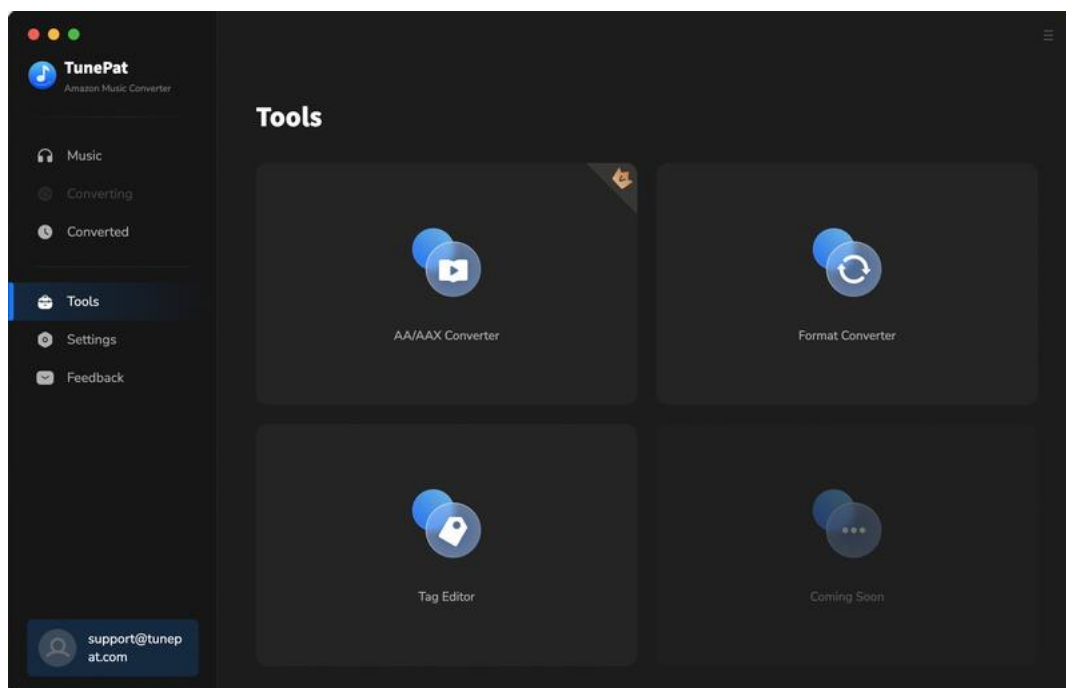 TunePat
Amazon Music Converter
Music
Converting
Converted
Tools
Settings
Feedback
support@tunep
at.com
Tools
AA/AAX Converter
Format Converter
Tag Editor
Coming Soon